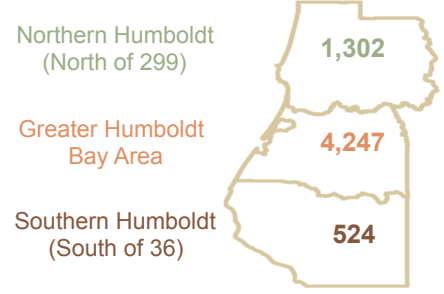 Northern Humboldt
(North of 299)
1,302
Greater Humboldt
Bay Area
4,247
Southern Humboldt
(South of 36)
524